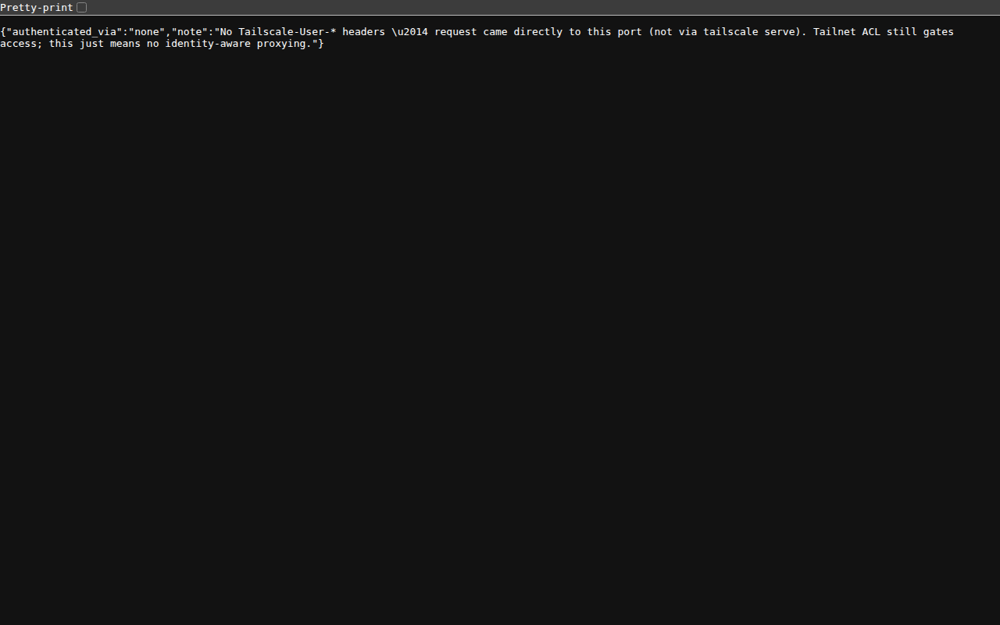 Pretty-print
{"authenticated_via":"none","note":"No Tailscale-User-* headers \u2014 request came directly to this port (not via tailscale serve). Tailnet ACL still gates
access; this just means no identity-aware proxying."}